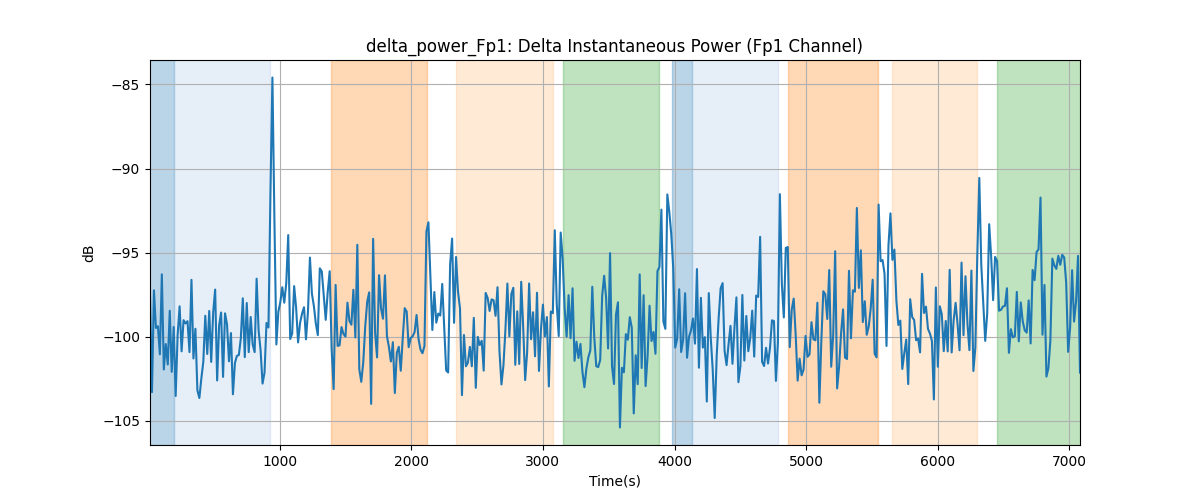 delta_power_Fp1: Delta Instantaneous Power (Fp1 Channel)
−85
−90
−95
−100
−105
dB
1000 2000 3000 4000 5000 6000 7000
Time(s)